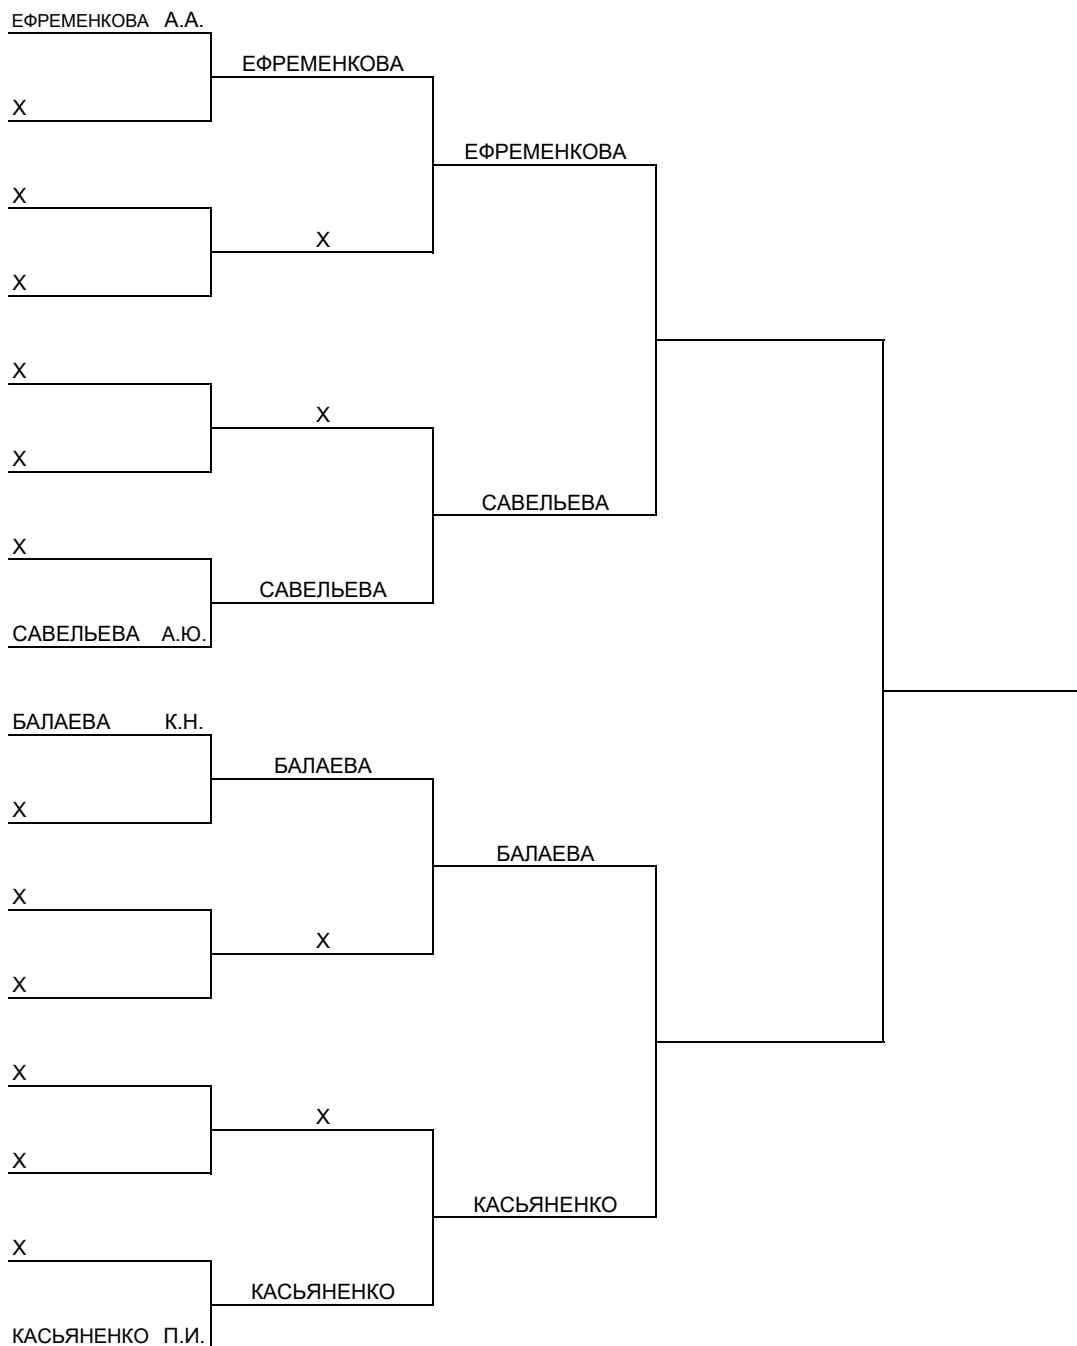 ЕФРЕМЕНКОВА А.А.
ЕФРЕМЕНКОВА
Х
ЕФРЕМЕНКОВА
Х
Х
Х
Х
Х
Х
САВЕЛЬЕВА
Х
САВЕЛЬЕВА
САВЕЛЬЕВА А.Ю.
БАЛАЕВА К.Н.
БАЛАЕВА
Х
БАЛАЕВА
Х
Х
Х
Х
Х
Х
КАСЬЯНЕНКО
Х
КАСЬЯНЕНКО
КАСЬЯНЕНКО П.И.